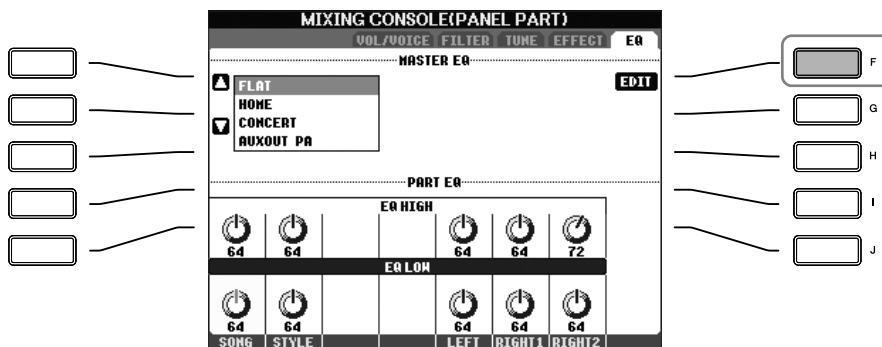 MIXING CONSOLE(PANEL PART)
VOL/VOICE FILTER TUNE EFFECT EQ
MASTER EQ
FLAT
HOME
CONCERT
AUXOUT PA
EDIT
F
G
H
I
J
PART EQ
EQ HIGH
64 64 64 64 72
EQ LOW
64 64 64 64 64
SONG STYLE LEFT RIGHT1 RIGHT2